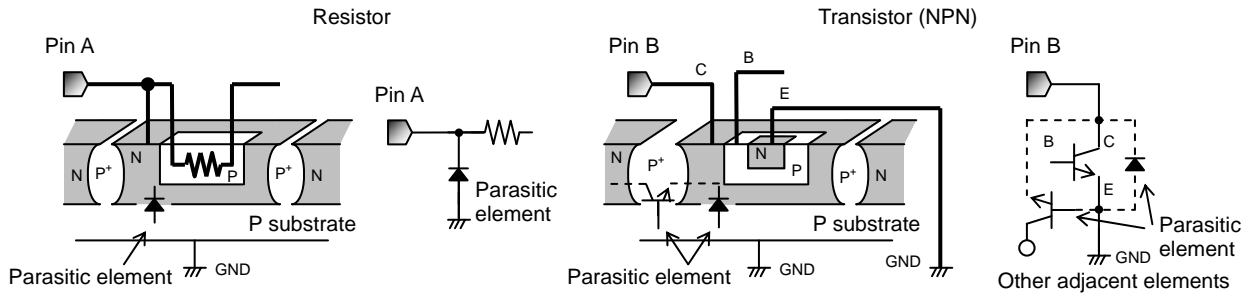 Resistor
Transistor (NPN)
Pin A
Pin B
Pin B
B
C
E
Pin A
N
P
N
P+
P+
N
N
P
N
P+
P+
N
N
B
C
E
Parasitic
element
P substrate
P substrate
Parasitic
element
GND
GND
GND
GND
Parasitic element
Parasitic element
Other adjacent elements